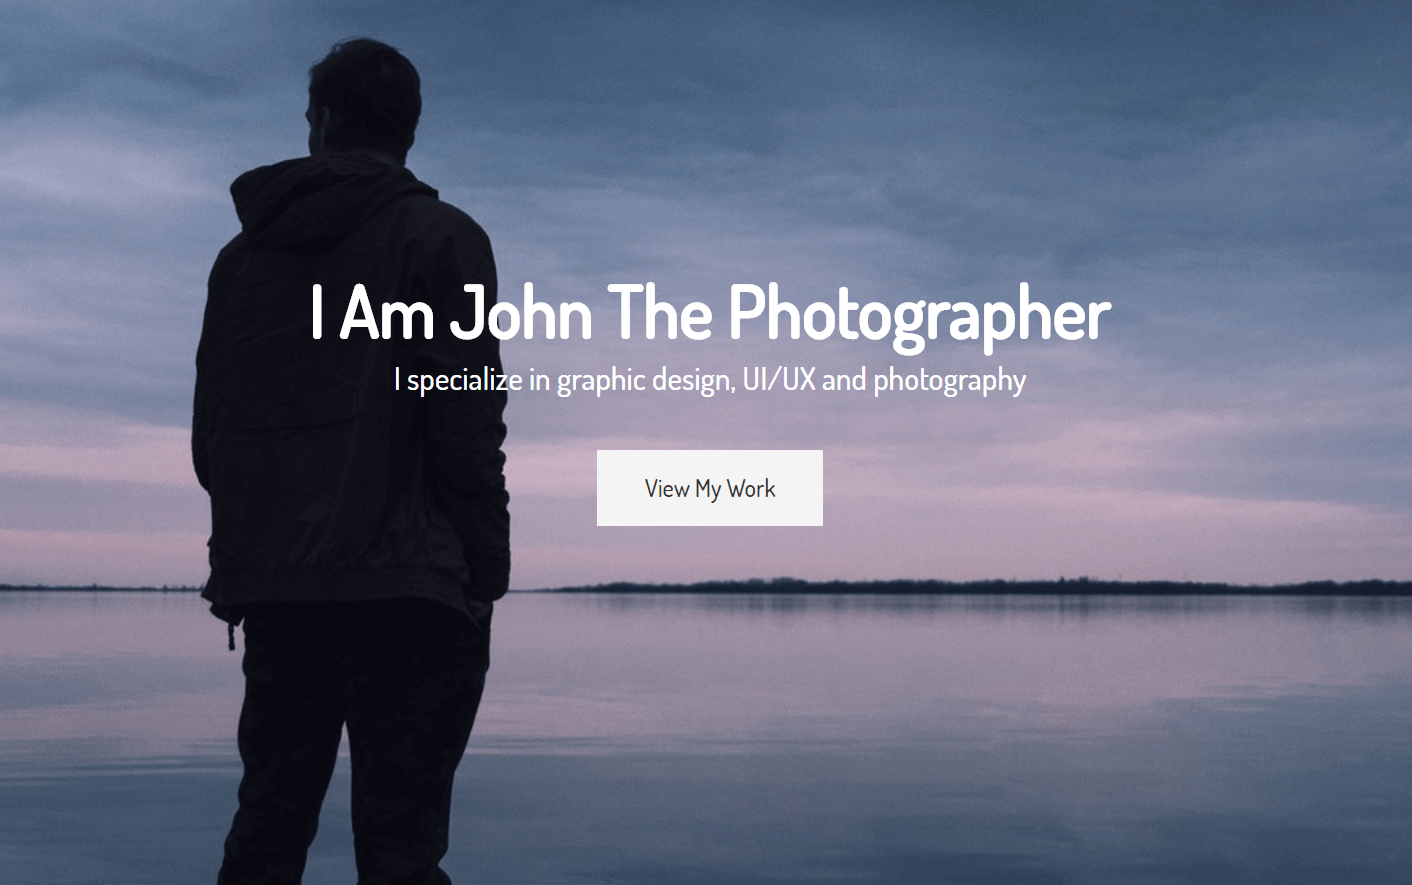 I Am John The Photographer
I specialize in graphic design, UI/UX and photography
View My Work